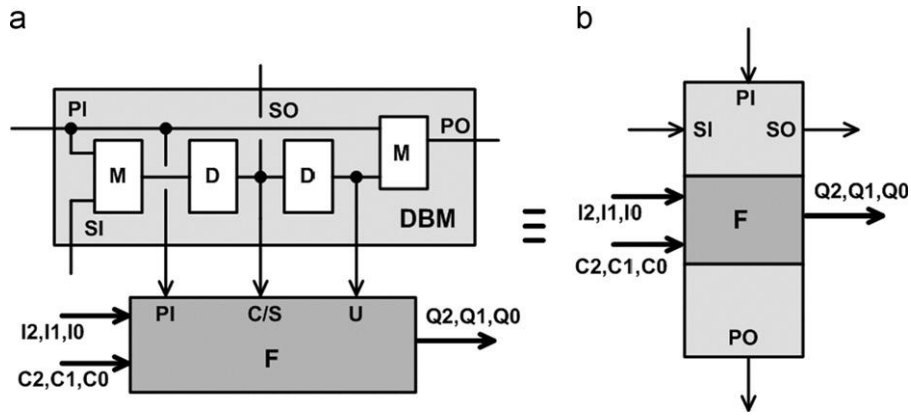 a
b
PI
SO
PO
M
D
D
M
SI
DBM
PI
C/S
U
I2,I1,I0
C2,C1,C0
F
Q2,Q1,Q0
≡
PI
SI
SO
I2,I1,I0
C2,C1,C0
F
Q2,Q1,Q0
PO